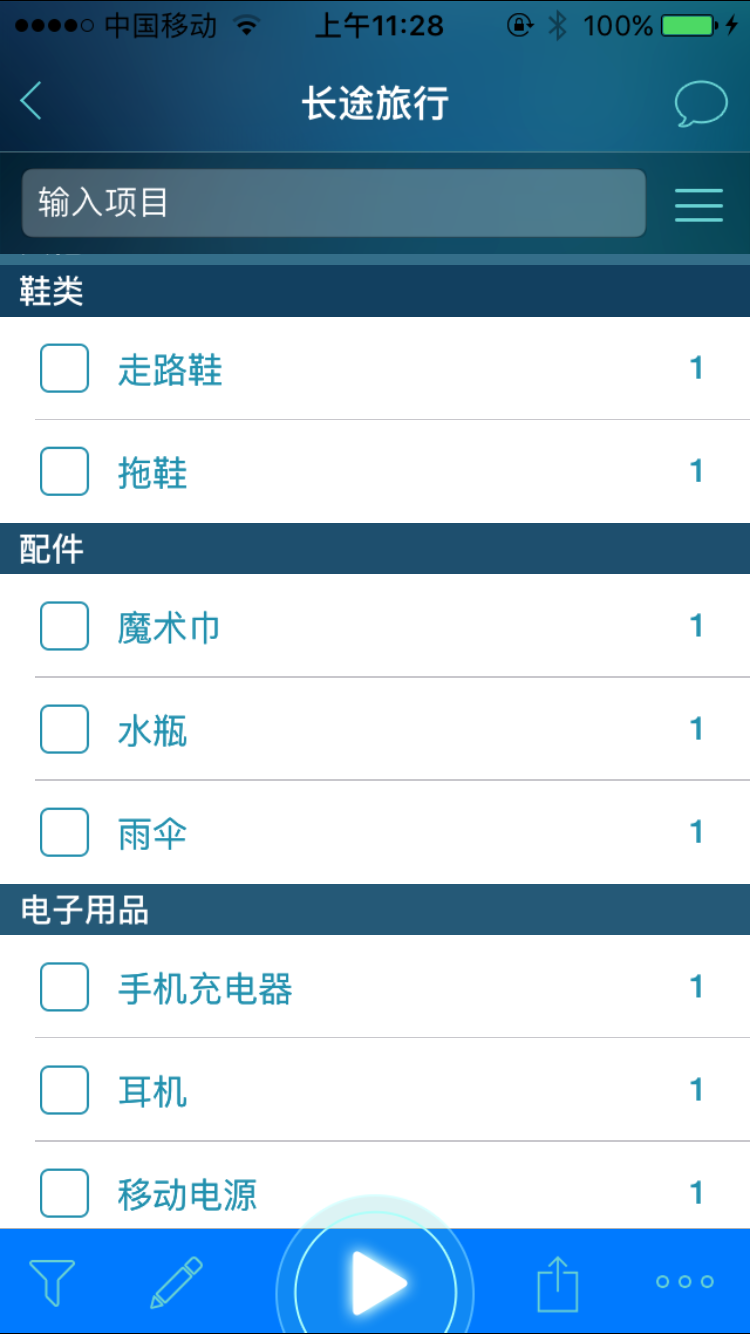 中国移动 上午11:28 100%
长途旅行
输入项目
鞋类
走路鞋 1
拖鞋 1
配件
魔术巾 1
水瓶 1
雨伞 1
电子用品
手机充电器 1
耳机 1
移动电源 1